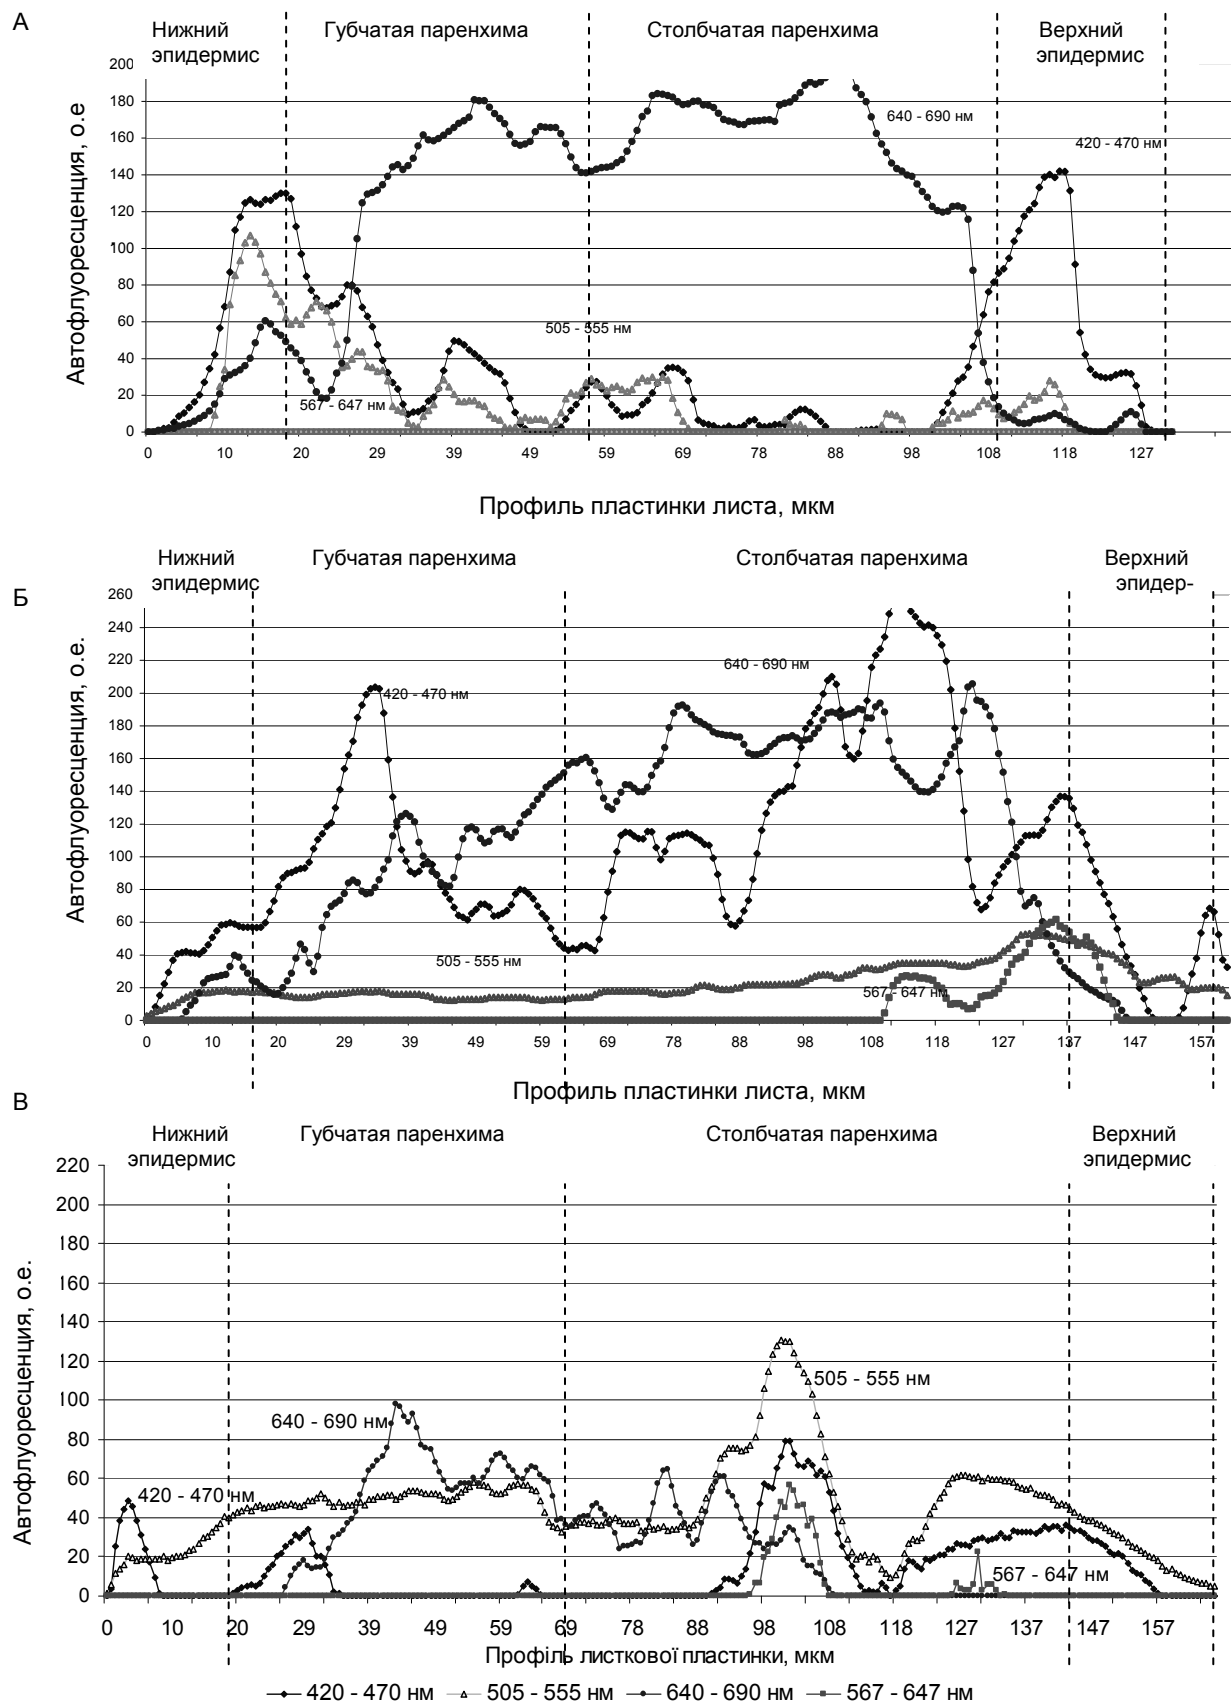 А
Нижний
эпидермис
Губчатая паренхима
Столбчатая паренхима
Верхний
эпидермис
200
180
160
140
120
100
80
60
40
20
0
Автофлуоресценция, о.е
640 - 690 нм
420 - 470 нм
505 - 555 нм
567 - 647 нм
0 10 20 29 39 49 59 69 78 88 98 108 118 127
Профиль пластинки листа, мкм
Б
Нижний
эпидермис
Губчатая паренхима
Столбчатая паренхима
Верхний
эпидер-
260
240
220
200
180
160
140
120
100
80
60
40
20
0
Автофлуоресценция, о.е.
640 - 690 нм
420 - 470 нм
505 - 555 нм
567 - 647 нм
0 10 20 29 39 49 59 69 78 88 98 108 118 127 137 147 157
Профиль пластинки листа, мкм
В
Нижний
эпидермис
Губчатая паренхима
Столбчатая паренхима
Верхний
эпидермис
220
200
180
160
140
120
100
80
60
40
20
0
Автофлуоресценция, о.е.
505 - 555 нм
640 - 690 нм
420 - 470 нм
567 - 647 нм
0 10 20 29 39 49 59 69 78 88 98 108 118 127 137 147 157
Профіль листкової пластинки, мкм
420 - 470 нм 505 - 555 нм 640 - 690 нм 567 - 647 нм